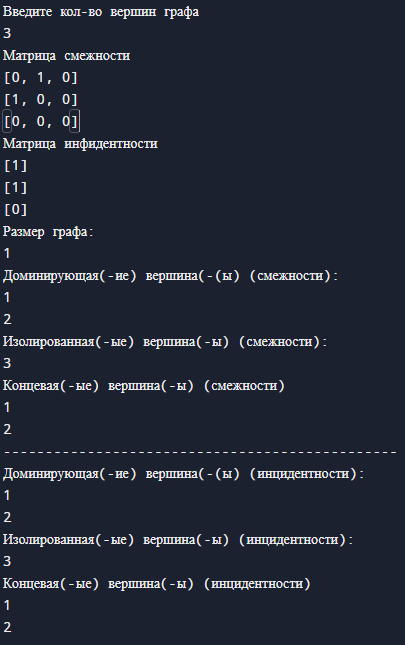 Введите кол-во вершин графа
3
Матрица смежности
[0, 1, 0]
[1, 0, 0]
[0, 0, 0]
Матрица инфидентности
[1]
[1]
[0]
Размер графа:
1
Доминирующая(-ие) вершина(-(ы) (смежности):
1
2
Изолированная(-ые) вершина(-ы) (смежности):
3
Концевая(-ые) вершина(-ы) (смежности)
1
2
------------------------------------------------
Доминирующая(-ие) вершина(-(ы) (инцидентности):
1
2
Изолированная(-ые) вершина(-ы) (инцидентности):
3
Концевая(-ые) вершина(-ы) (инцидентности)
1
2